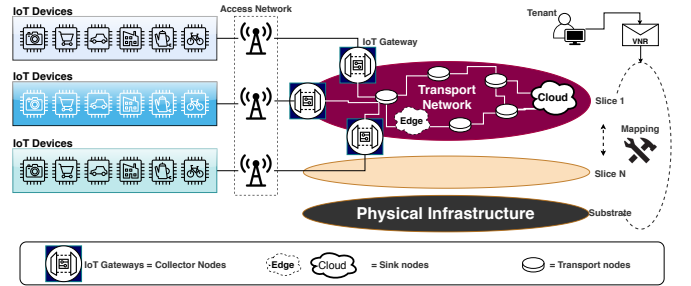 IoT Devices
Access Network
Tenant
IoT Gateway
VNR
Transport
Network
IoT Devices
Cloud
Slice 1
Edge
Mapping
IoT Devices
Slice N
Physical Infrastructure
Substrate
IoT Gateways = Collector Nodes
Edge
Cloud
= Sink nodes
= Transport nodes